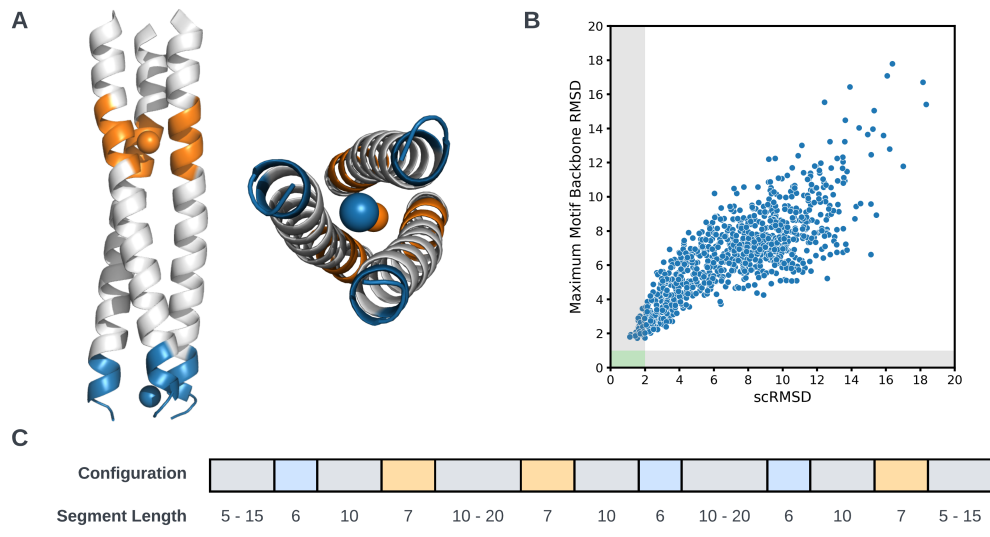 A
B
20
18
16
14
12
10
8
6
4
2
0
Maximum Motif Backbone RMSD
0 2 4 6 8 10 12 14 16 18 20
scRMSD
C
Configuration
Segment Length 5 - 15 6 10 7 10 - 20 7 10 6 10 - 20 6 10 7 5 - 15